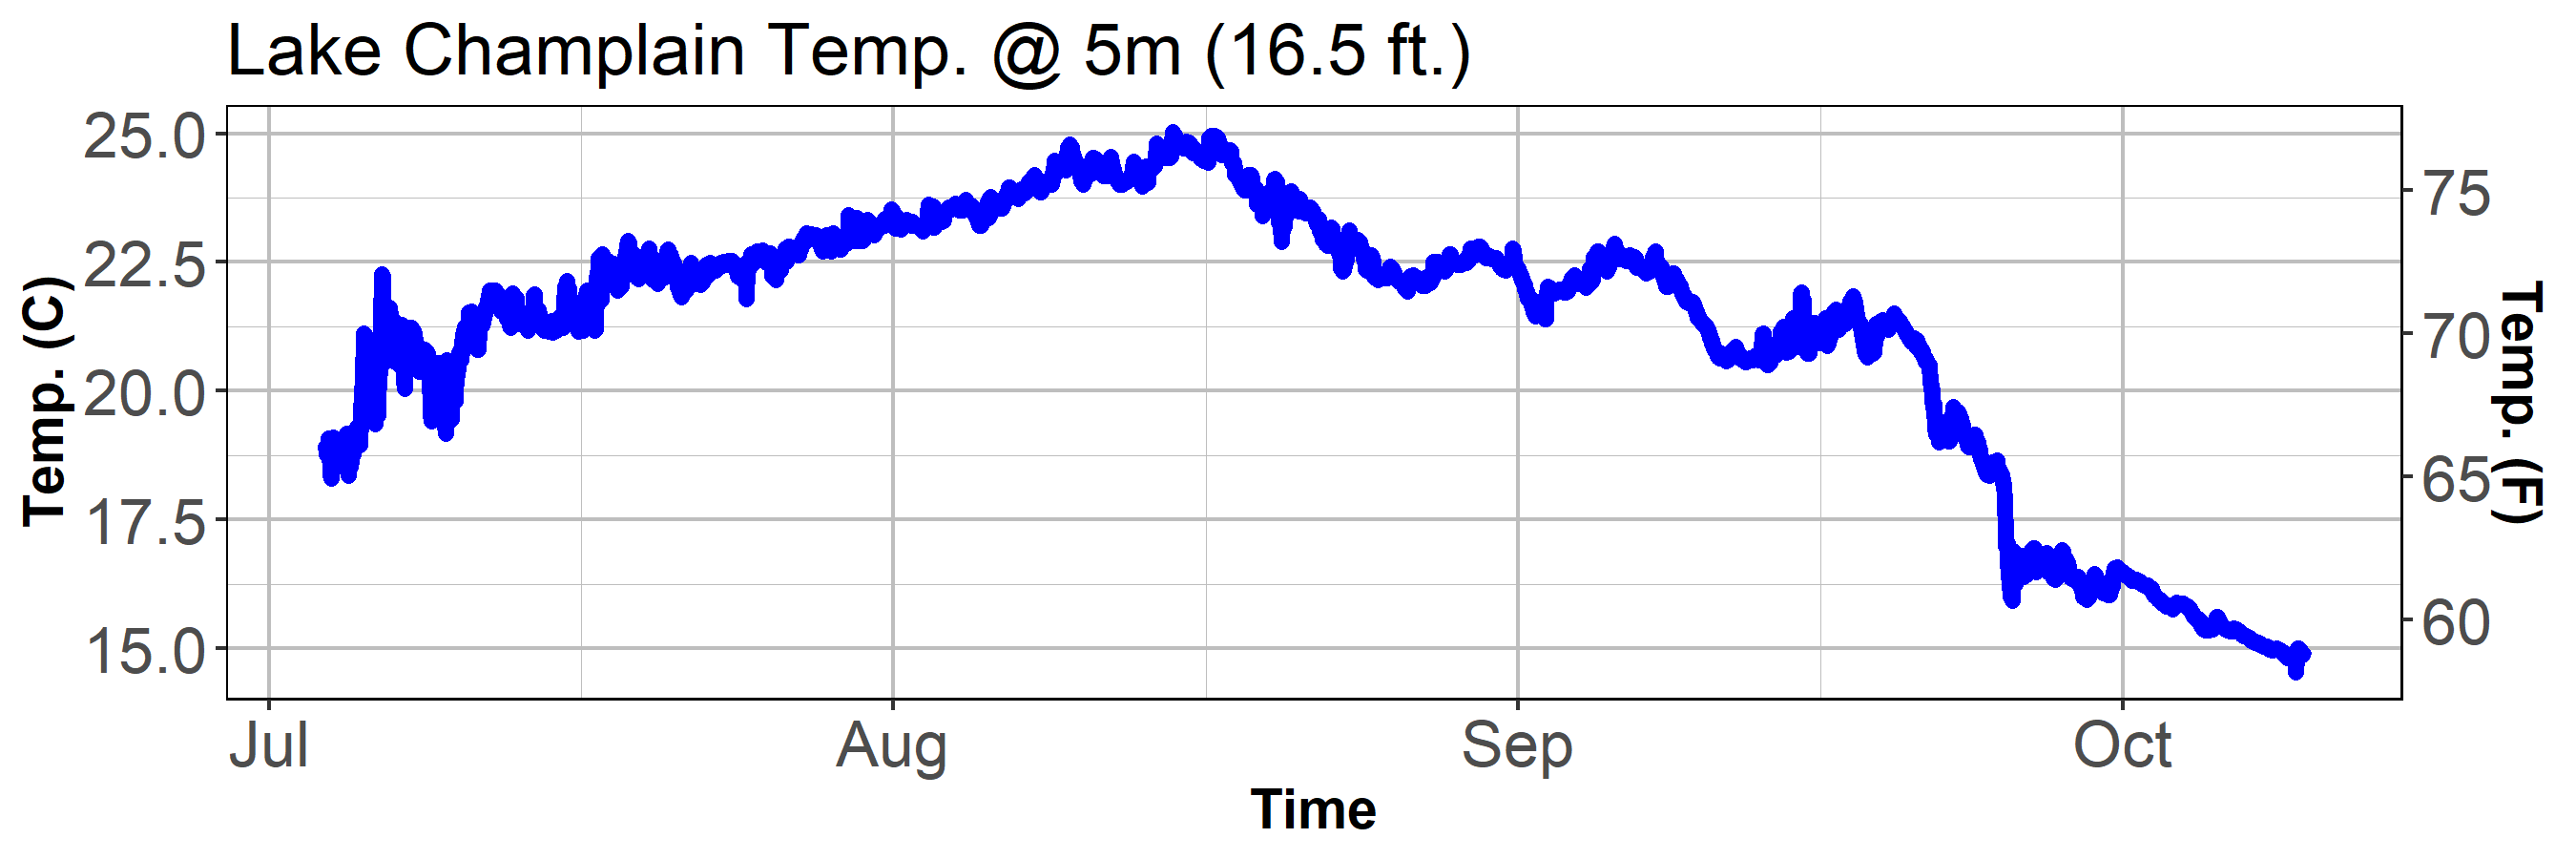 Lake Champlain Temp. @ 5m (16.5 ft.)
25.0
22.5
20.0
17.5
15.0
Temp. (C)
75
70
65
60
Temp. (F)
Jul Aug Sep Oct
Time